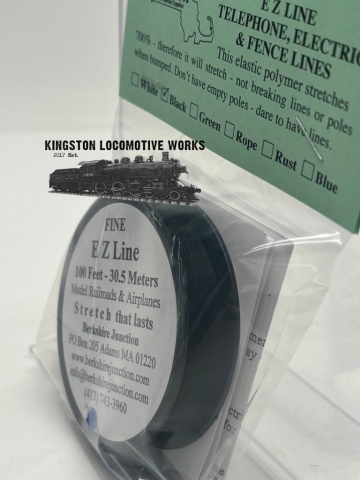 E Z LINE
TELEPHONE, ELECTRIC
& FENCE LINES
This elastic polymer stretches
700% - therefore it will stretch - not breaking lines or poles
when bumped. Don't have empty poles - dare to have lines.
White Black Green Rope Rust Blue
KINGSTON LOCOMOTIVE WORKS
2017 Est.
FINE
E Z Line
100 Feet - 30.5 Meters
Model Railroads & Airplanes
Stretch that lasts
Berkshire Junction
PO Box 205 Adams MA 01220
www.berkshirejunction.com
info@berkshirejunction.com
(413) 743-3960